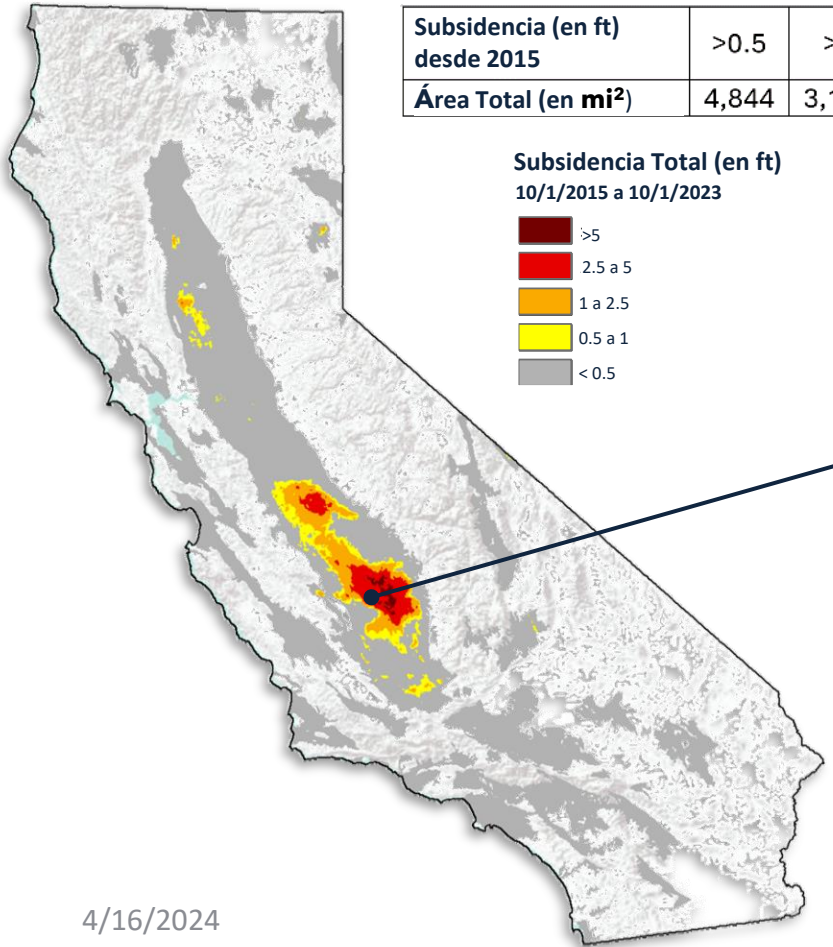 Subsidencia (en ft)
desde 2015
>0.5
>
Área Total (en mi²)
4,844
3,1
Subsidencia Total (en ft)
10/1/2015 a 10/1/2023
>5
2.5 a 5
1 a 2.5
0.5 a 1
< 0.5
4/16/2024